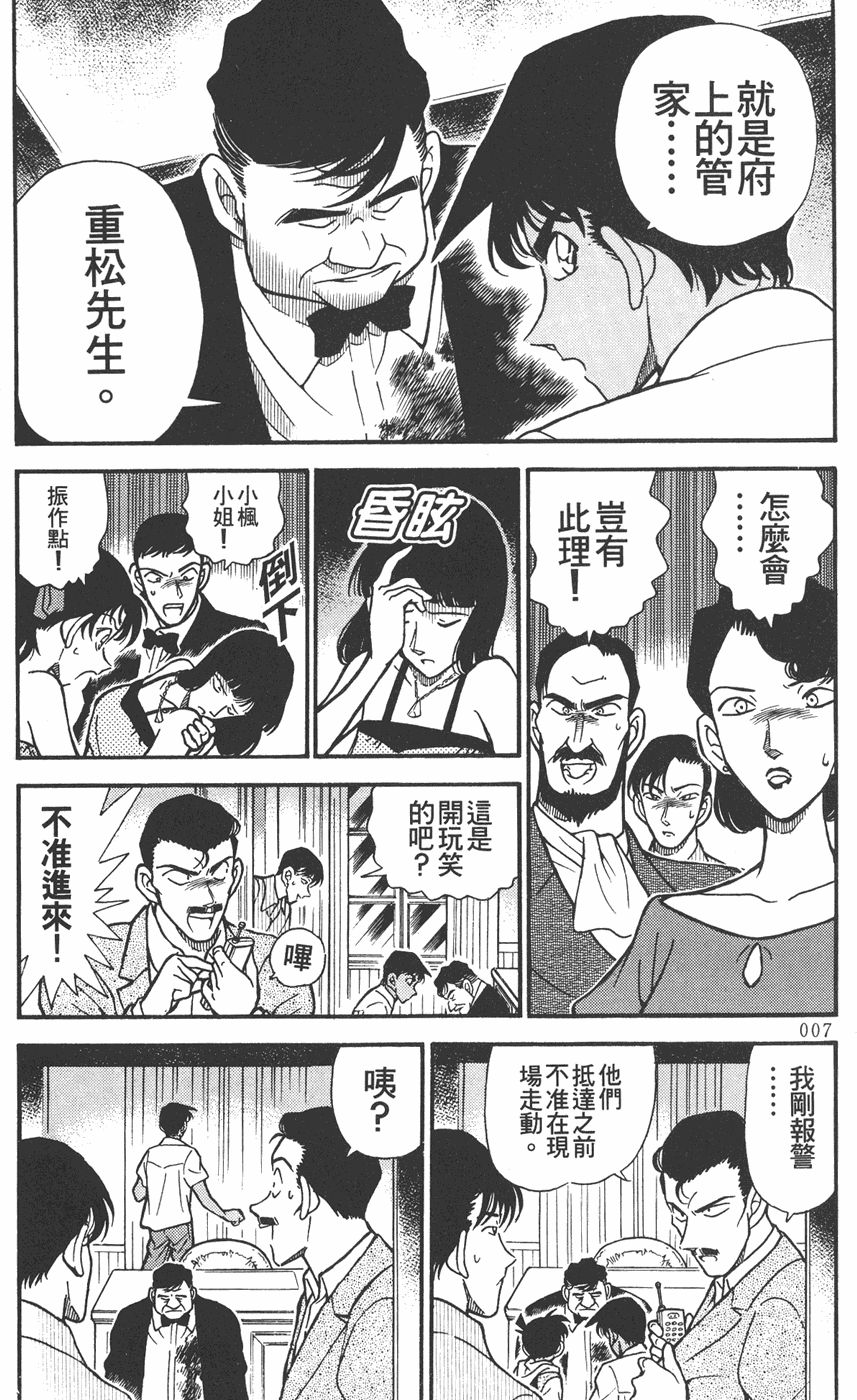 就是府
上的管
家……
重松先生。
怎麼會
……
豈有
此理！
昏眩
小楓
小姐！
倒下
振作點！
這是
開玩笑
的吧？
嗶
不准進來！
007
我剛報警
……
他們
抵達之前
不准在現
場走動。
咦？